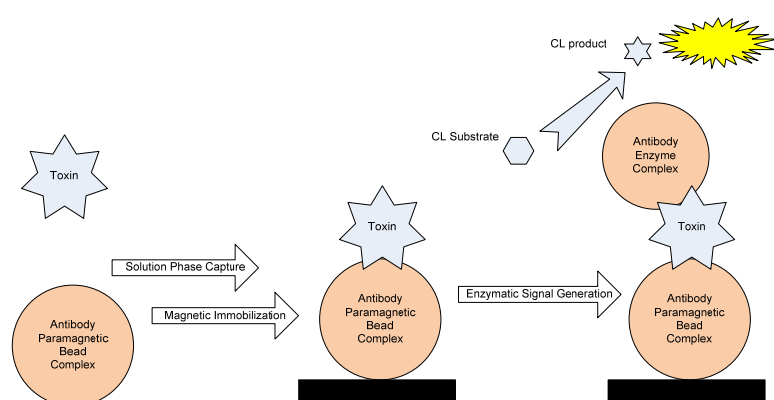 CL product
CL Substrate
Antibody
Enzyme
Complex
Toxin
Toxin
Toxin
Solution Phase Capture
Magnetic Immobilization
Enzymatic Signal Generation
Antibody
Paramagnetic
Bead
Complex
Antibody
Paramagnetic
Bead
Complex
Antibody
Paramagnetic
Bead
Complex